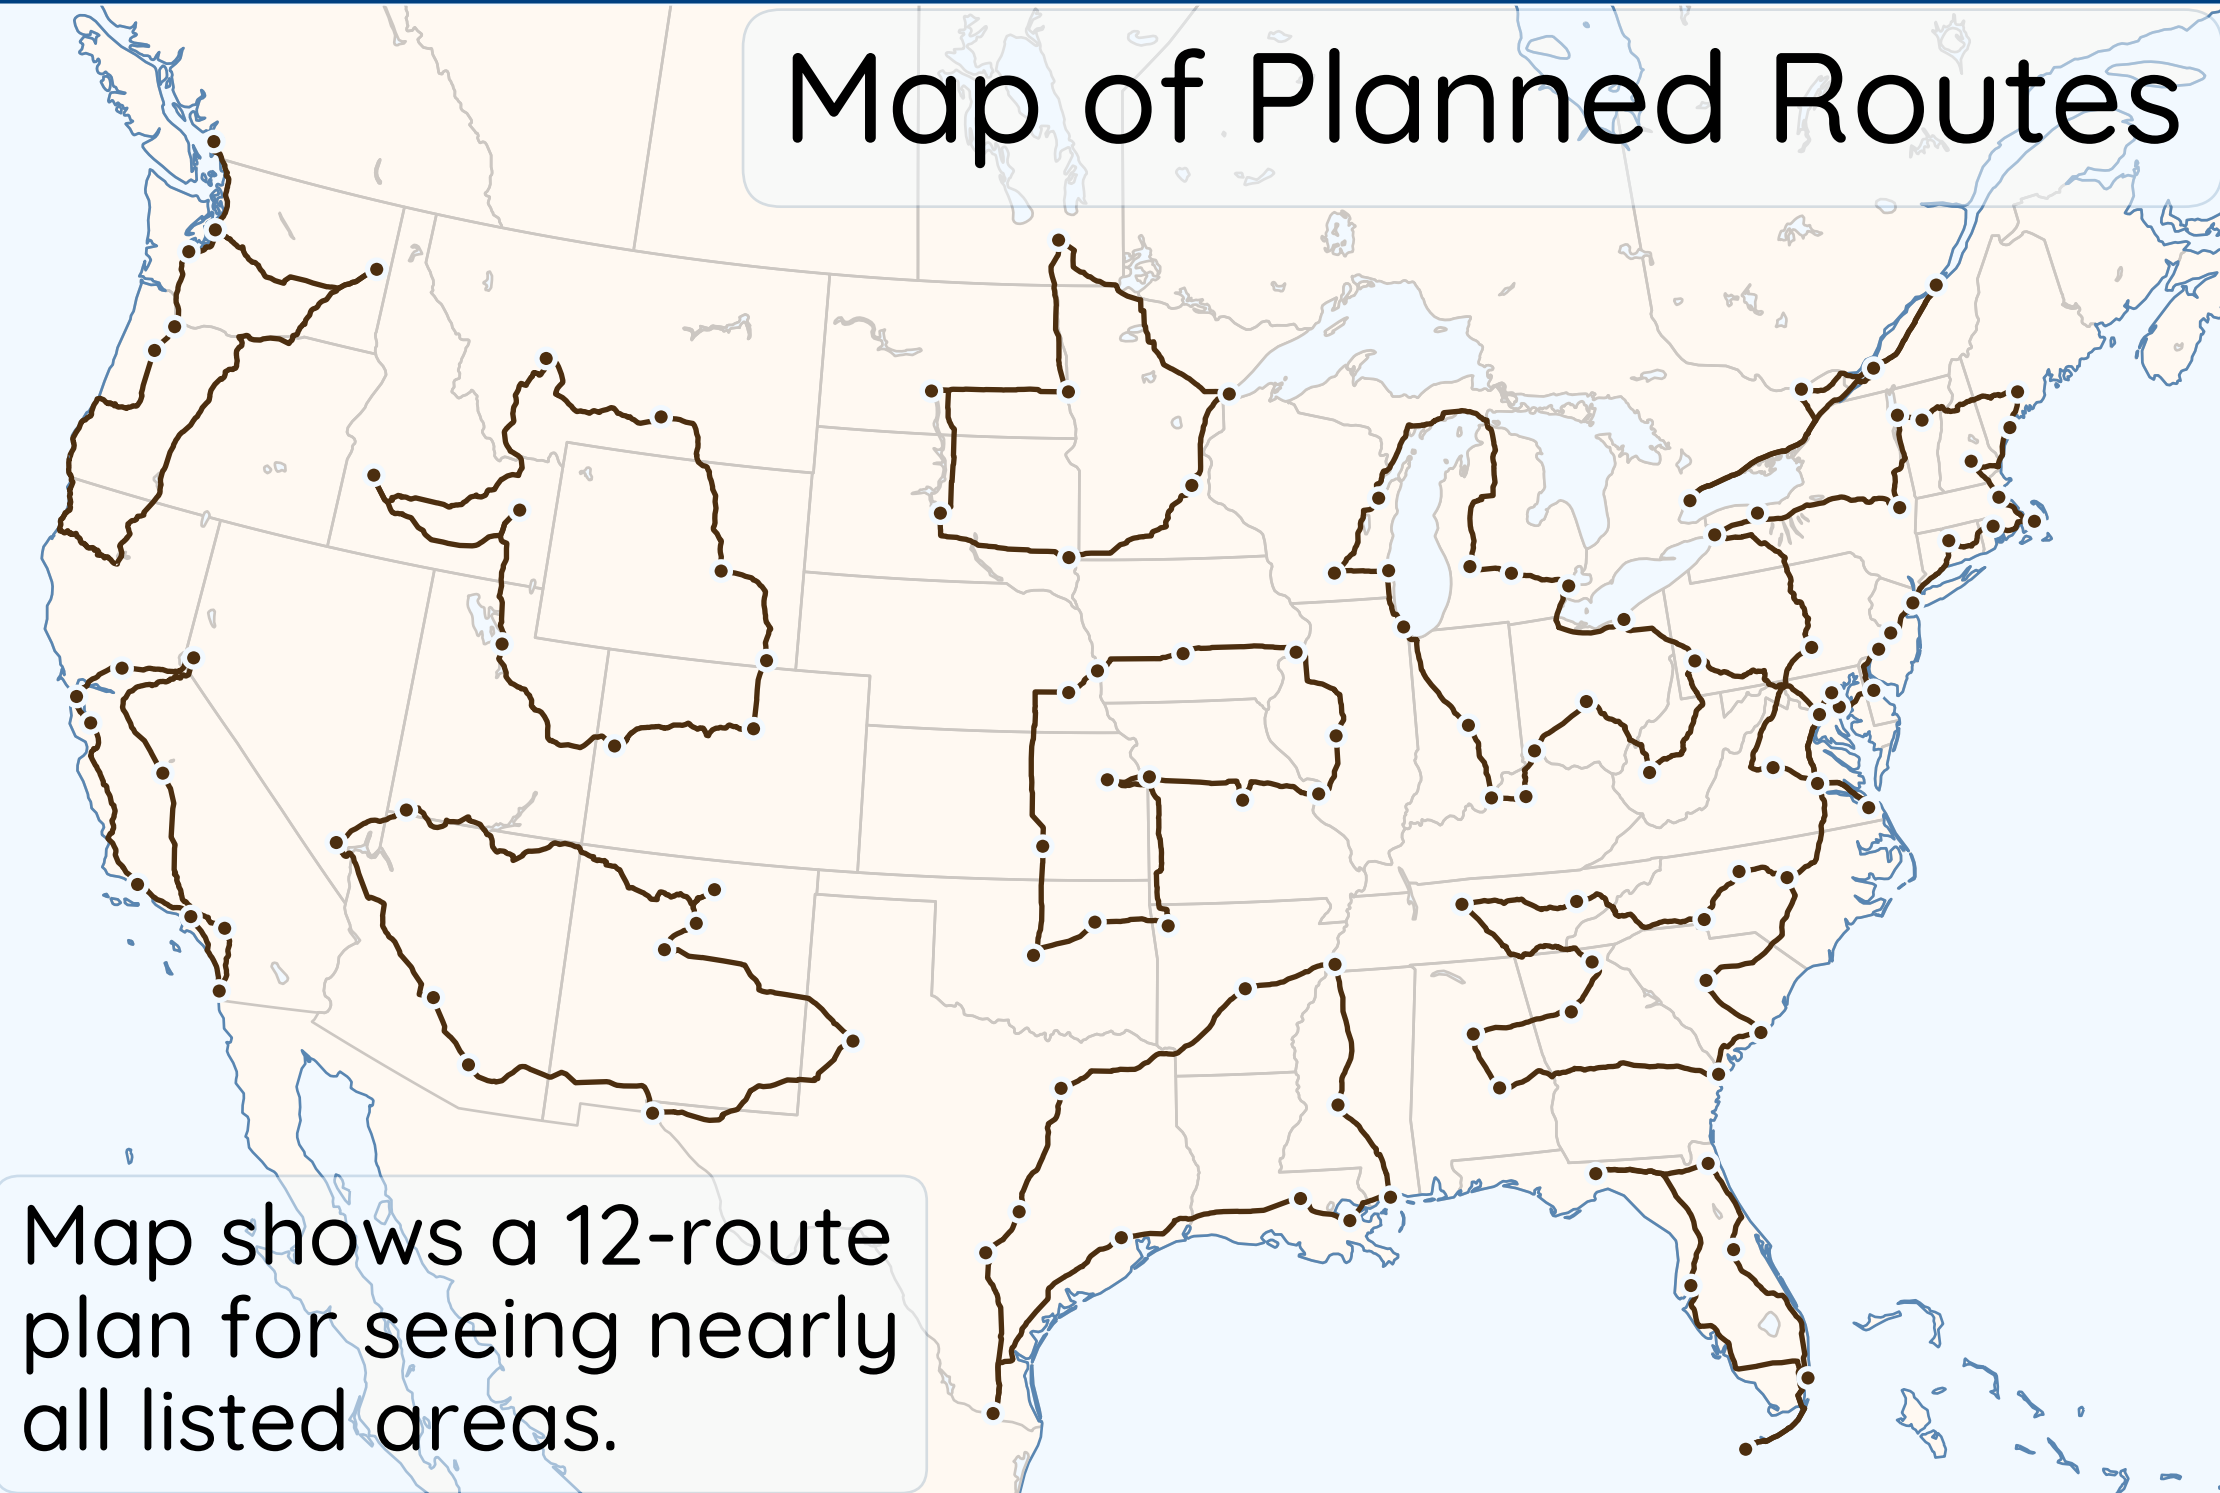 Map of Planned Routes
Map shows a 12-route
plan for seeing nearly
all listed areas.